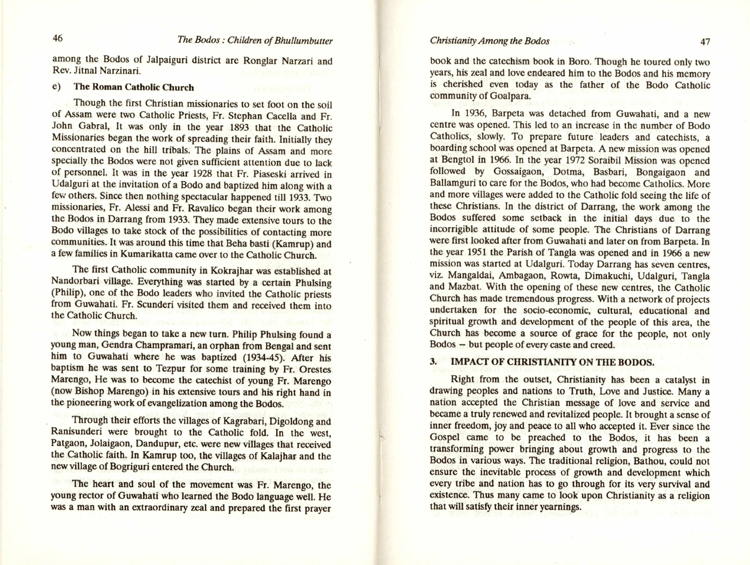 46
The Bodos : Children of Bhullumbutter
among the Bodos of Jalpaiguri district are Ronglar Narzari and
Rev. Jitnal Narzinari.
e) The Roman Catholic Church
Though the first Christian missionaries to set foot on the soil
of Assam were two Catholic Priests, Fr. Stephan Cacella and Fr.
John Gabral, It was only in the year 1893 that the Catholic
Missionaries began the work of spreading their faith. Initially they
concentrated on the hill tribals. The plains of Assam and more
specially the Bodos were not given sufficient attention due to lack
of personnel. It was in the year 1928 that Fr. Piaseski arrived in
Udalguri at the invitation of a Bodo and baptized him along with a
few others. Since then nothing spectacular happened till 1933. Two
missionaries, Fr. Alessi and Fr. Ravalico began their work among
the Bodos in Darrang from 1933. They made extensive tours to the
Bodo villages to take stock of the possibilities of contacting more
communities. It was around this time that Beha basti (Kamrup) and
a few families in Kumarikatta came over to the Catholic Church.
The first Catholic community in Kokrajhar was established at
Nandorbari village. Everything was started by a certain Phulsing
(Philip), one of the Bodo leaders who invited the Catholic priests
from Guwahati. Fr. Scunderi visited them and received them into
the Catholic Church.
Now things began to take a new turn. Philip Phulsing found a
young man, Gendra Champramari, an orphan from Bengal and sent
him to Guwahati where he was baptized (1934-45). After his
baptism he was sent to Tezpur for some training by Fr. Orestes
Marengo, He was to become the catechist of young Fr. Marengo
(now Bishop Marengo) in his extensive tours and his right hand in
the pioneering work of evangelization among the Bodos.
Through their efforts the villages of Kagrabari, Digoldong and
Ranisunderi were brought to the Catholic fold. In the west,
Patgaon, Jolaigaon, Dandupur, etc. were new villages that received
the Catholic faith. In Kamrup too, the villages of Kalajhar and the
new village of Bogriguri entered the Church.
The heart and soul of the movement was Fr. Marengo, the
young rector of Guwahati who learned the Bodo language well. He
was a man with an extraordinary zeal and prepared the first prayer
Christianity Among the Bodos
47
book and the catechism book in Boro. Though he toured only two
years, his zeal and love endeared him to the Bodos and his memory
is cherished even today as the father of the Bodo Catholic
community of Goalpara.
In 1936, Barpeta was detached from Guwahati, and a new
centre was opened. This led to an increase in the number of Bodo
Catholics, slowly. To prepare future leaders and catechists, a
boarding school was opened at Barpeta. A new mission was opened
at Bengtol in 1966. In the year 1972 Soraibil Mission was opened
followed by Gossaigaon, Dotma, Basbari, Bongaigaon and
Ballamguri to care for the Bodos, who had become Catholics. More
and more villages were added to the Catholic fold seeing the life of
these Christians. In the district of Darrang, the work among the
Bodos suffered some setback in the initial days due to the
incorrigible attitude of some people. The Christians of Darrang
were first looked after from Guwahati and later on from Barpeta. In
the year 1951 the Parish of Tangla was opened and in 1966 a new
mission was started at Udalguri. Today Darrang has seven centres,
viz. Mangaldai, Ambagaon, Rowta, Dimakuchi, Udalguri, Tangla
and Mazbat. With the opening of these new centres, the Catholic
Church has made tremendous progress. With a network of projects
undertaken for the socio-economic, cultural, educational and
spiritual growth and development of the people of this area, the
Church has become a source of grace for the people, not only
Bodos – but people of every caste and creed.
3. IMPACT OF CHRISTIANITY ON THE BODOS.
Right from the outset, Christianity has been a catalyst in
drawing peoples and nations to Truth, Love and Justice. Many a
nation accepted the Christian message of love and service and
became a truly renewed and revitalized people. It brought a sense of
inner freedom, joy and peace to all who accepted it. Ever since the
Gospel came to be preached to the Bodos, it has been a
transforming power bringing about growth and progress to the
Bodos in various ways. The traditional religion, Bathou, could not
ensure the inevitable process of growth and development which
every tribe and nation has to go through for its very survival and
existence. Thus many came to look upon Christianity as a religion
that will satisfy their inner yearnings.